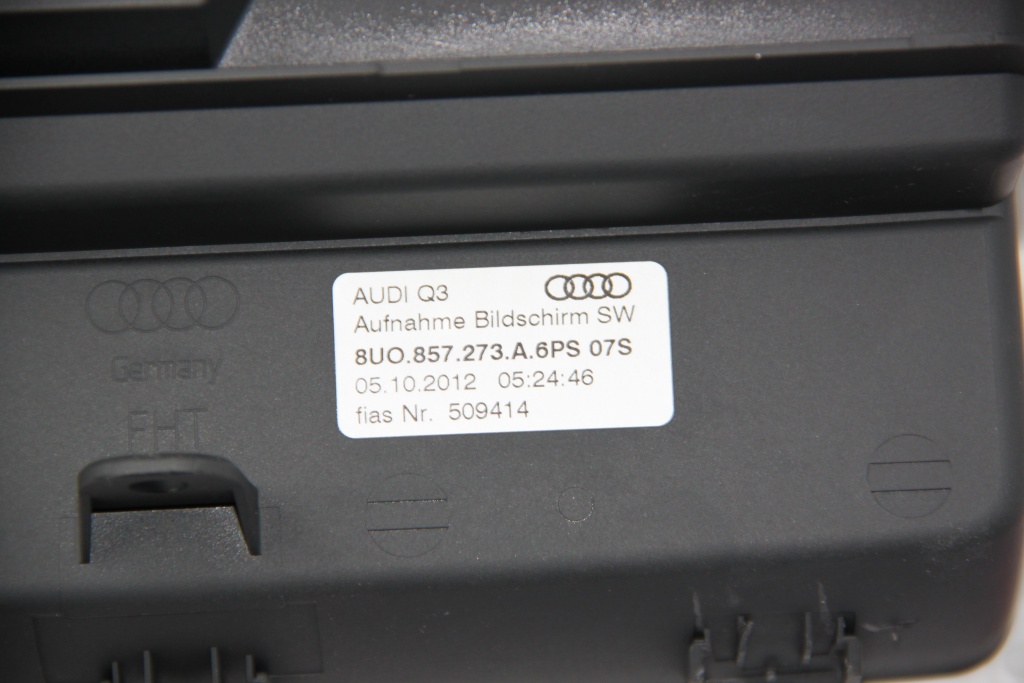 AUDI Q3
Aufnahme Bildschirm SW
8UO.857.273.A.6PS 07S
05.10.2012 05:24:46
fias Nr. 509414
Germany
FHT